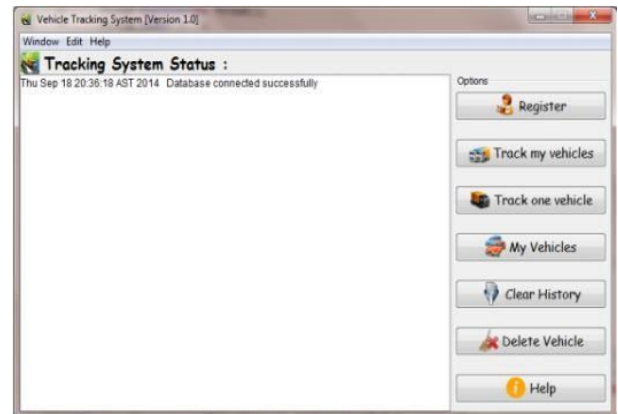 Vehicle Tracking System [Version 1.0]
Window Edit Help
Tracking System Status :
Thu Sep 18 20:36:18 AST 2014 Database connected successfully
Options
Register
Track my vehicles
Track one vehicle
My Vehicles
Clear History
Delete Vehicle
Help